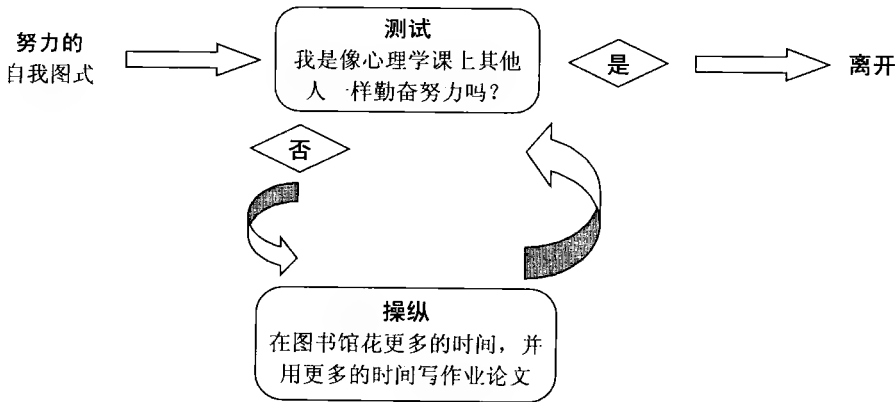 努力的
自我图式
测试
我是像心理学课上其他
人一样勤奋努力吗？
是
离开
否
操纵
在图书馆花更多的时间，并
用更多的时间写作业论文